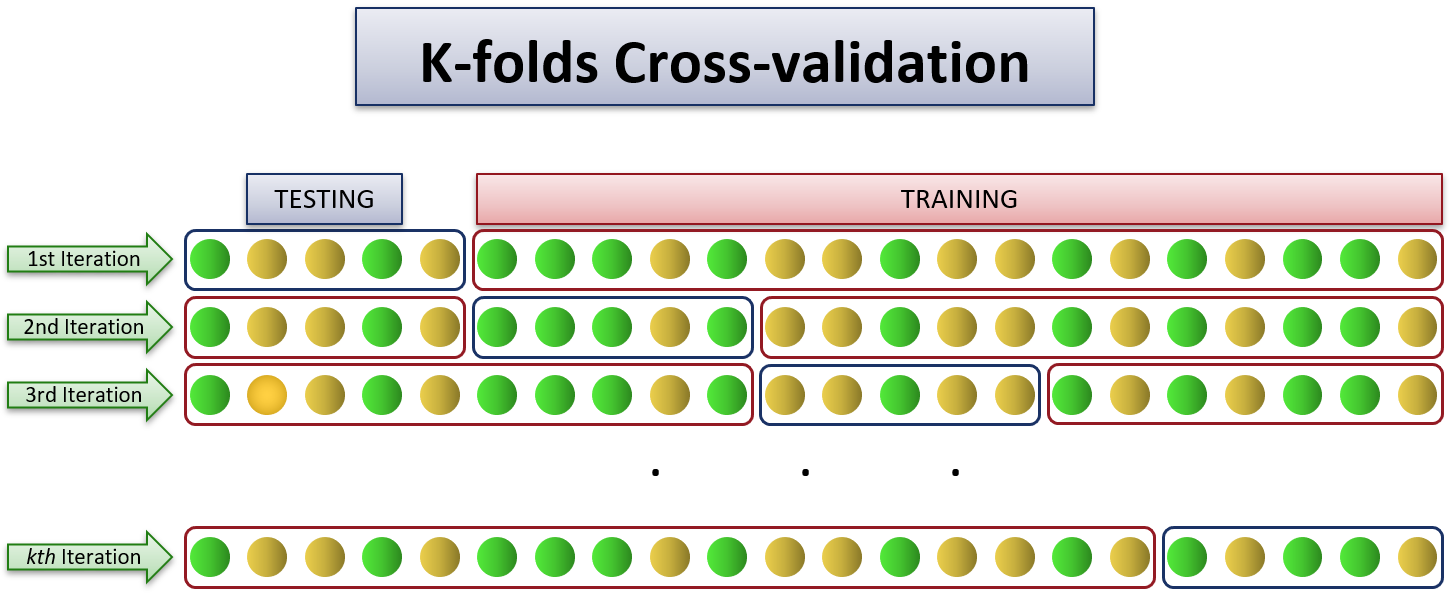 K-folds Cross-validation
TESTING
TRAINING
1st Iteration
2nd Iteration
3rd Iteration
. . .
kth Iteration